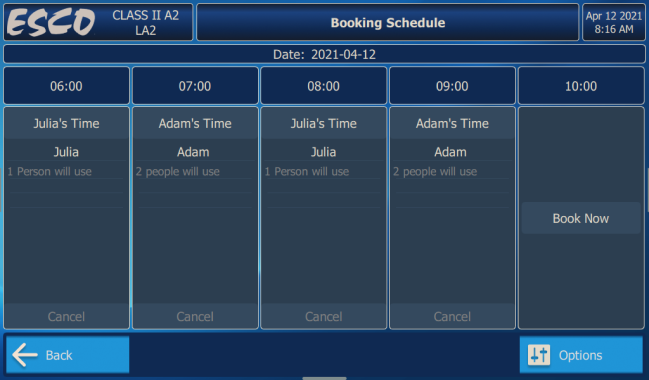 ESCO
CLASS II A2
LA2
Booking Schedule
Apr 12 2021
8:16 AM
Date: 2021-04-12
06:00
07:00
08:00
09:00
10:00
Julia's Time
Adam's Time
Julia's Time
Adam's Time
Julia
Adam
Julia
Adam
1 Person will use
2 people will use
1 Person will use
2 people will use
Book Now
Cancel
Cancel
Cancel
Cancel
Back
Options